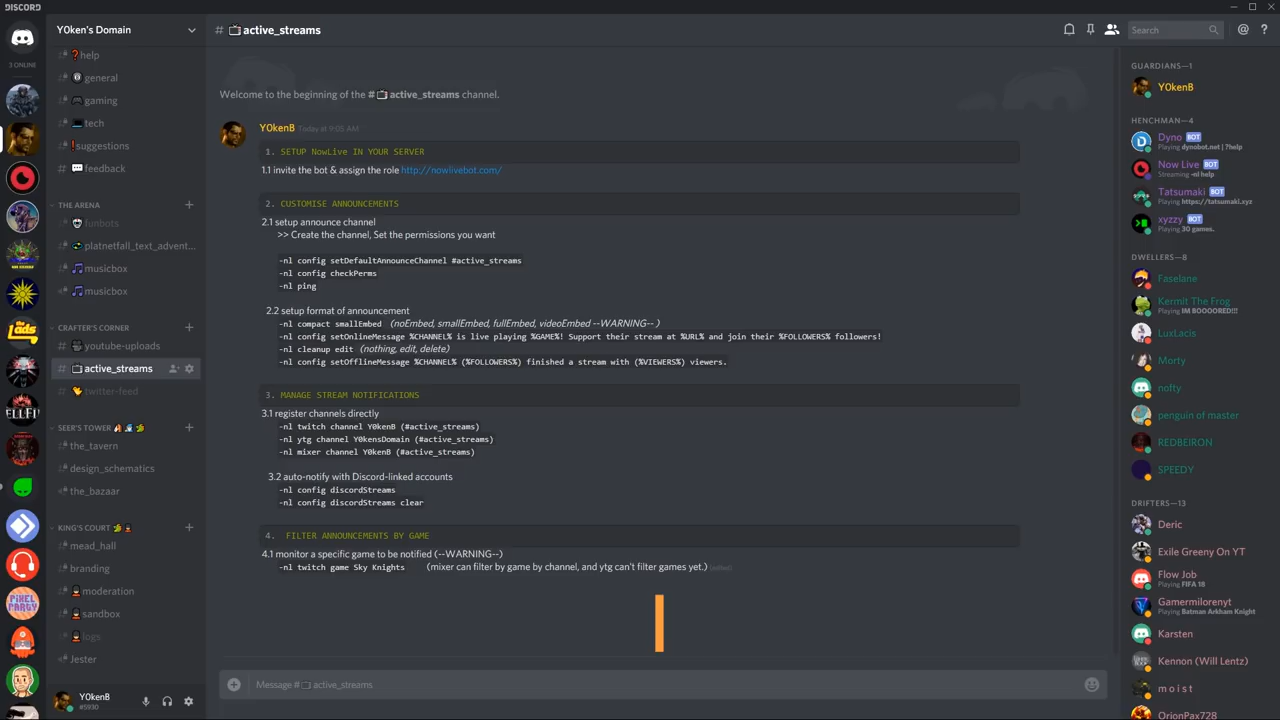 DISCORD
3 ONLINE
Y0ken's Domain
help
general
gaming
tech
suggestions
feedback
THE ARENA
funbots
platnetfall_text_advent...
musicbox
musicbox
CRAFTER'S CORNER
youtube-uploads
active_streams
twitter-feed
SEER'S TOWER
the_tavern
design_schematics
the_bazaar
KING'S COURT
mead_hall
branding
moderation
sandbox
logs
Jester
Y0kenB
#5930
# active_streams
Search
Welcome to the beginning of the # active_streams channel.
Y0kenB Today at 9:05 AM
1. SETUP NowLive IN YOUR SERVER
1.1 invite the bot & assign the role http://nowlivebot.com/
2. CUSTOMISE ANNOUNCEMENTS
2.1 setup announce channel
>> Create the channel, Set the permissions you want
-nl config setDefaultAnnounceChannel #active_streams
-nl config checkPerms
-nl ping
2.2 setup format of announcement
-nl compact smallEmbed (noEmbed, smallEmbed, fullEmbed, videoEmbed --WARNING-- )
-nl config setOnlineMessage %CHANNEL% is live playing %GAME%! Support their stream at %URL% and join their %FOLLOWERS% followers!
-nl cleanup edit (nothing, edit, delete)
-nl config setOfflineMessage %CHANNEL% (%FOLLOWERS%) finished a stream with (%VIEWERS%) viewers.
3. MANAGE STREAM NOTIFICATIONS
3.1 register channels directly
-nl twitch channel Y0kenB (#active_streams)
-nl ytg channel Y0kensDomain (#active_streams)
-nl mixer channel Y0kenB (#active_streams)
3.2 auto-notify with Discord-linked accounts
-nl config discordStreams
-nl config discordStreams clear
4. FILTER ANNOUNCEMENTS BY GAME
4.1 monitor a specific game to be notified (--WARNING--)
-nl twitch game Sky Knights (mixer can filter by game by channel, and ytg can't filter games yet.) (edited)
Message # active_streams
GUARDIANS—1
Y0kenB
HENCHMAN—4
Dyno BOT
Playing dynobot.net | ?help
Now Live BOT
Streaming -nl help
Tatsumaki BOT
Playing https://tatsumaki.xyz
xyzzy BOT
Playing 30 games.
DWELLERS—8
Faselane
Kermit The Frog
Playing IM BOOOORED!!!
LuxLacis
Morty
nofty
penguin of master
REDBEIRON
SPEEDY
DRIFTERS—13
Deric
Exile Greeny On YT
Flow Job
Playing FIFA 18
Gamermilorenyt
Playing Batman Arkham Knight
Karsten
Kennon (Will Lentz)
m o i s t
OrionPax728